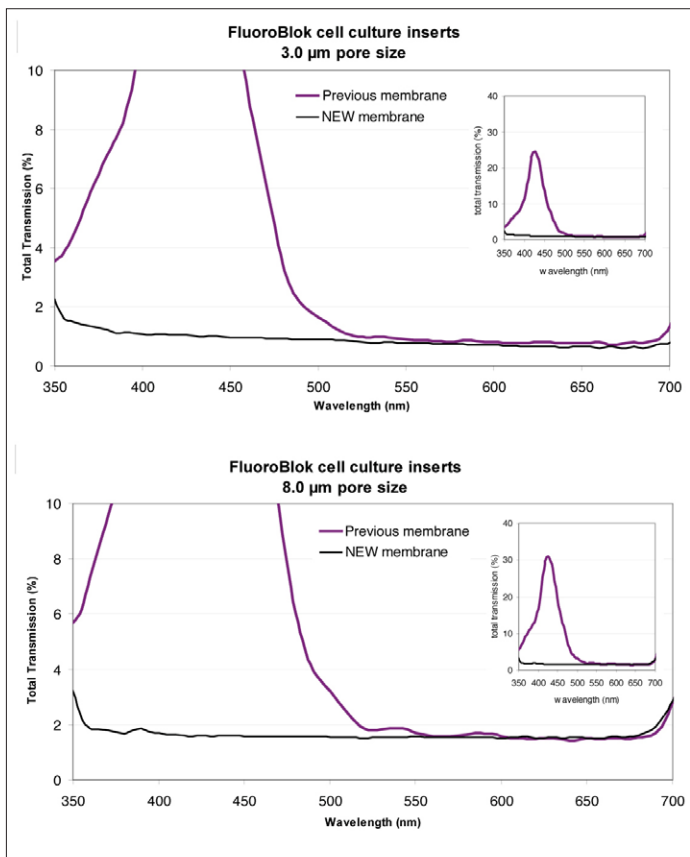 FluoroBlok cell culture inserts
3.0 µm pore size
10
8
6
4
2
0
Total Transmission (%)
Previous membrane
NEW membrane
40
30
20
10
0
total transmission (%)
350 400 450 500 550 600 650 700
wavelength (nm)
350 400 450 500 550 600 650 700
Wavelength (nm)
FluoroBlok cell culture inserts
8.0 µm pore size
10
8
6
4
2
0
Total Transmission (%)
Previous membrane
NEW membrane
40
30
20
10
0
total transmission (%)
350 400 450 500 550 600 650 700
wavelength (nm)
350 400 450 500 550 600 650 700
Wavelength (nm)